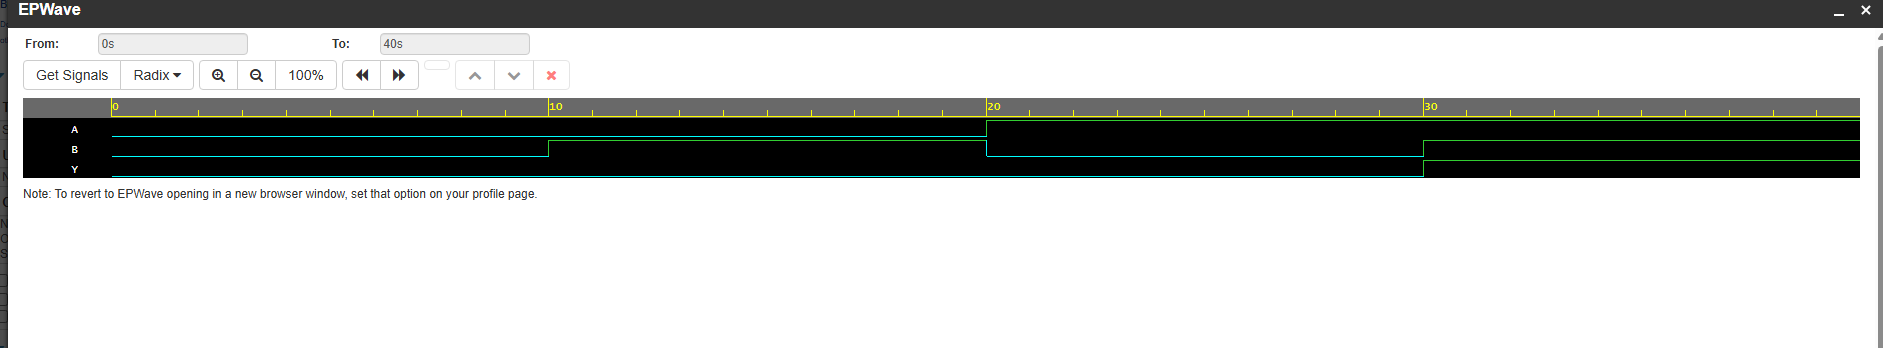 EPWave
From: 0s To: 40s
Get Signals Radix 100%
0 10 20 30
A
B
Y
Note: To revert to EPWave opening in a new browser window, set that option on your profile page.